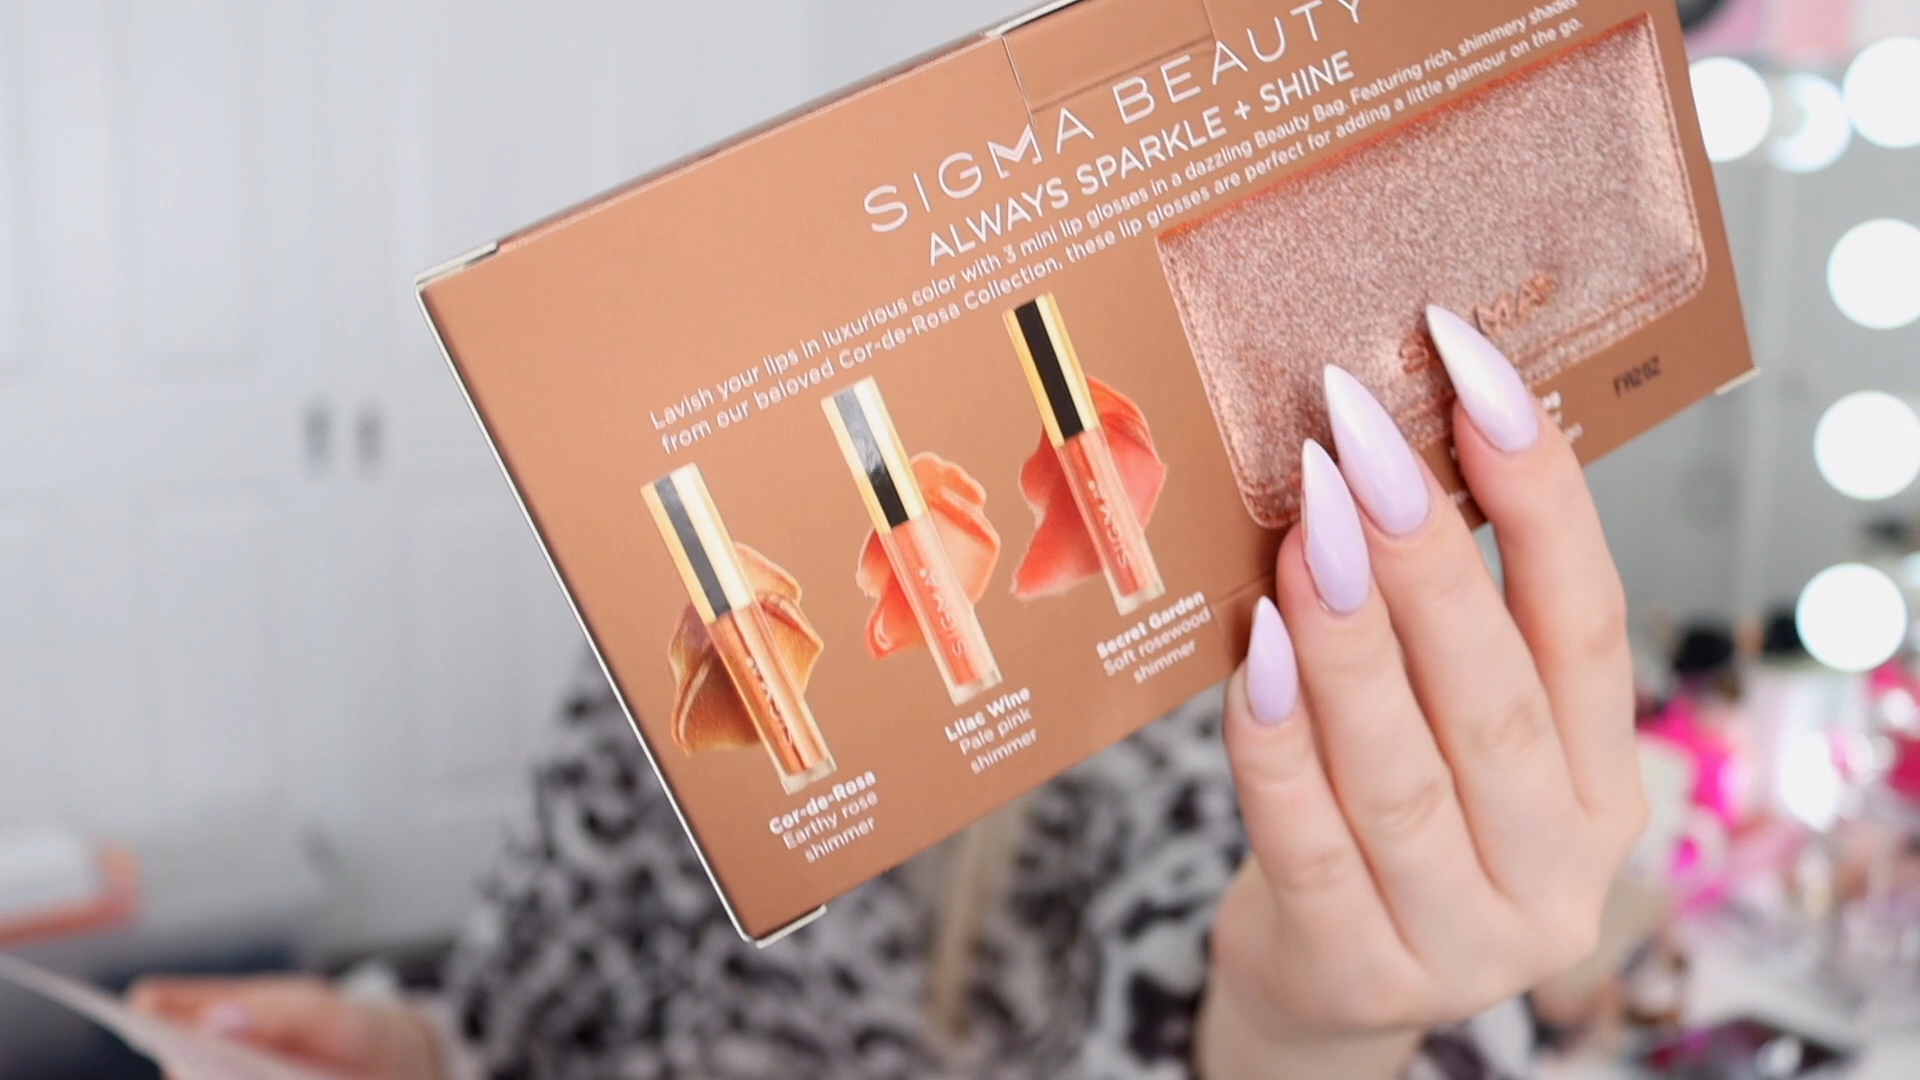 SIGMA BEAUTY
ALWAYS SPARKLE + SHINE
Lavish your lips in luxurious color with 3 mini lip glosses in a dazzling Beauty Bag. Featuring rich, shimmery shades
from our beloved Cor-de-Rosa Collection, these lip glosses are perfect for adding a little glamour on the go.
Cor-de-Rosa
Earthy rose
shimmer
Lilac Wine
Pale pink
shimmer
Secret Garden
Soft rosewood
shimmer
SIGMA
SIGMA
SIGMA